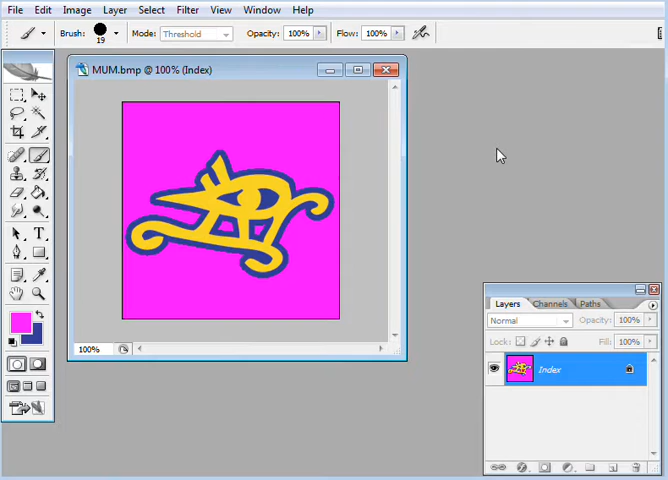 File Edit Image Layer Select Filter View Window Help
Brush: 19 Mode: Threshold Opacity: 100% Flow: 100%
MUM.bmp @ 100% (Index)
100%
Layers Channels Paths
Normal Opacity: 100%
Lock: Fill: 100%
Index